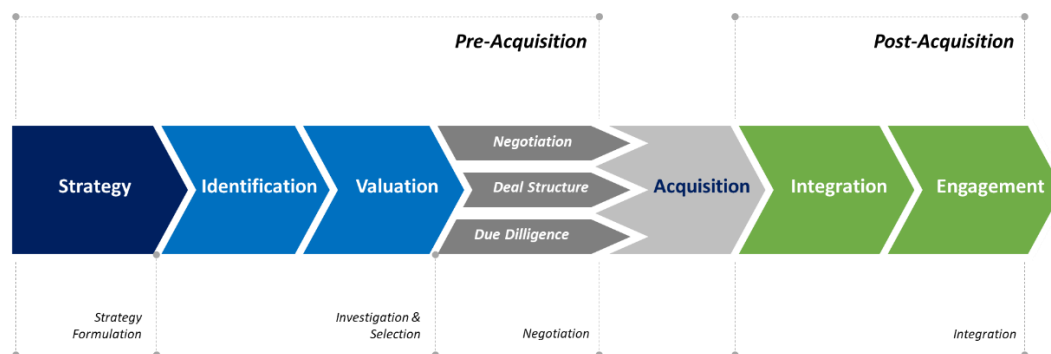 Pre-Acquisition
Post-Acquisition
Strategy
Identification
Valuation
Negotiation
Deal Structure
Due Dilligence
Acquisition
Integration
Engagement
Strategy
Formulation
Investigation &
Selection
Negotiation
Integration